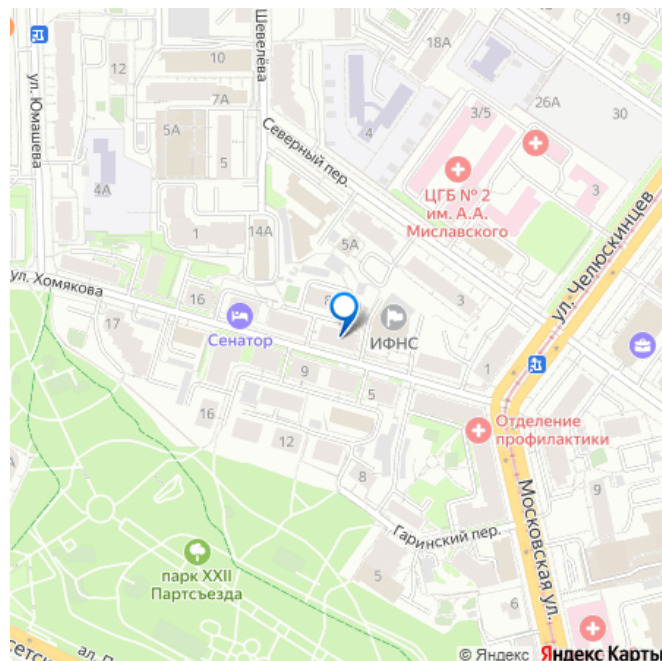 19
18А
10
12
7А
ул. Юмашева
Шевелёва
5А
5
4
3/5
26А
30
Северный пер.
ЦГБ № 2
им. А.А.
Миславского
3
4А
1
14А
5А
ул. Челюскинцев
ул. Хомякова
16
8
3
17
Сенатор
ИФНС
9
5
1
16
12
Отделение
профилактики
8
9
Московская ул.
Гаринский пер.
парк XXII
Партсъезда
5
6
© Яндекс Яндекс Карты